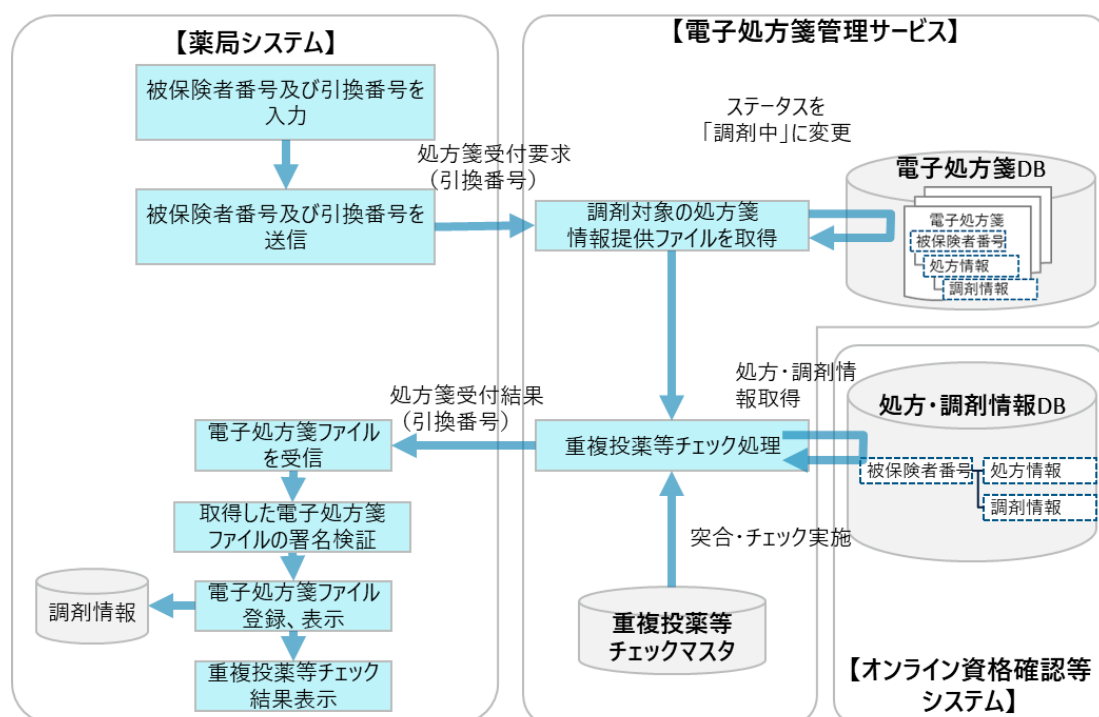 【薬局システム】
被保険者番号及び引換番号を
入力
被保険者番号及び引換番号を
送信
処方箋受付要求
（引換番号）
【電子処方箋管理サービス】
ステータスを
「調剤中」に変更
調剤対象の処方箋
情報提供ファイルを取得
電子処方箋DB
電子処方箋
被保険者番号
処方情報
調剤情報
処方・調剤情
報取得
処方・調剤情報DB
被保険者番号
処方情報
調剤情報
重複投薬等チェック処理
処方箋受付結果
（引換番号）
電子処方箋ファイル
を受信
取得した電子処方箋
ファイルの署名検証
電子処方箋ファイル
登録、表示
調剤情報
重複投薬等チェック
結果表示
突合・チェック実施
重複投薬等
チェックマスタ
【オンライン資格確認等
システム】